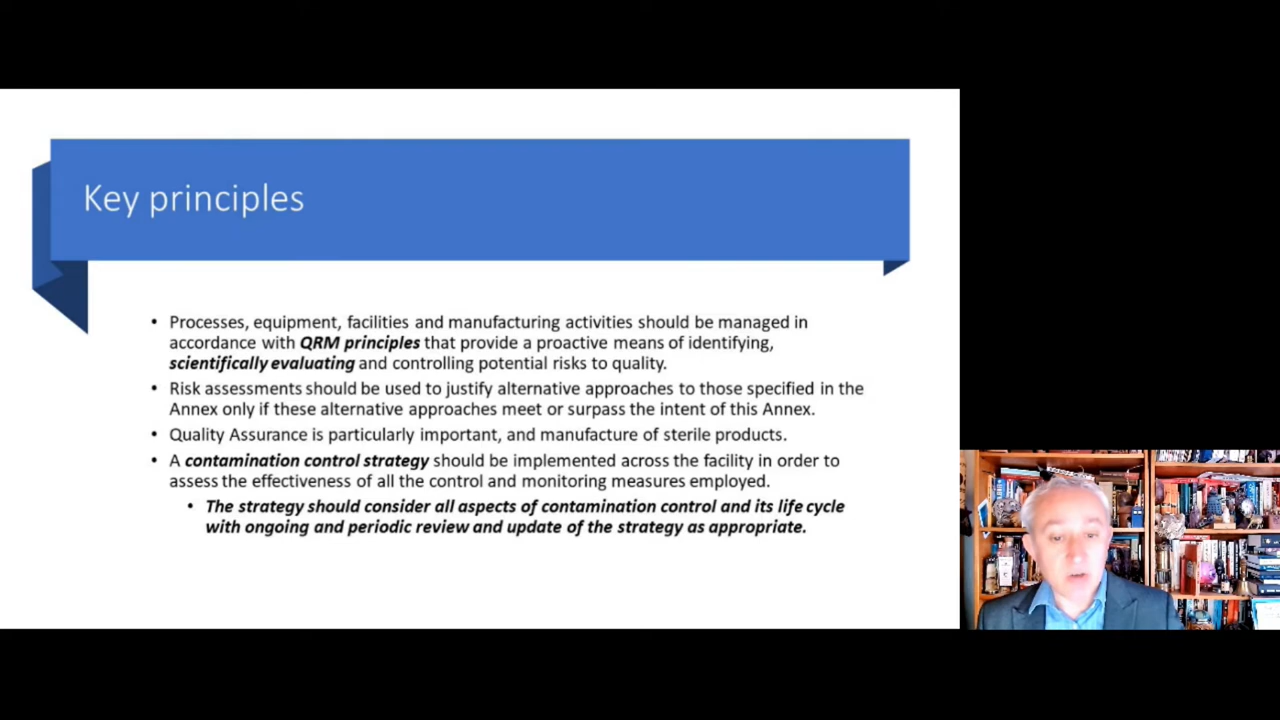 Key principles
• Processes, equipment, facilities and manufacturing activities should be managed in
accordance with QRM principles that provide a proactive means of identifying,
scientifically evaluating and controlling potential risks to quality.
• Risk assessments should be used to justify alternative approaches to those specified in the
Annex only if these alternative approaches meet or surpass the intent of this Annex.
• Quality Assurance is particularly important, and manufacture of sterile products.
• A contamination control strategy should be implemented across the facility in order to
assess the effectiveness of all the control and monitoring measures employed.
• The strategy should consider all aspects of contamination control and its life cycle
with ongoing and periodic review and update of the strategy as appropriate.